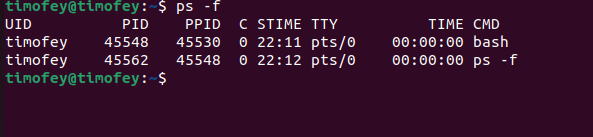 timofey@timofey:~$ ps -f
UID          PID    PPID  C STIME TTY          TIME CMD
timofey    45548   45530  0 22:11 pts/0    00:00:00 bash
timofey    45562   45548  0 22:12 pts/0    00:00:00 ps -f
timofey@timofey:~$